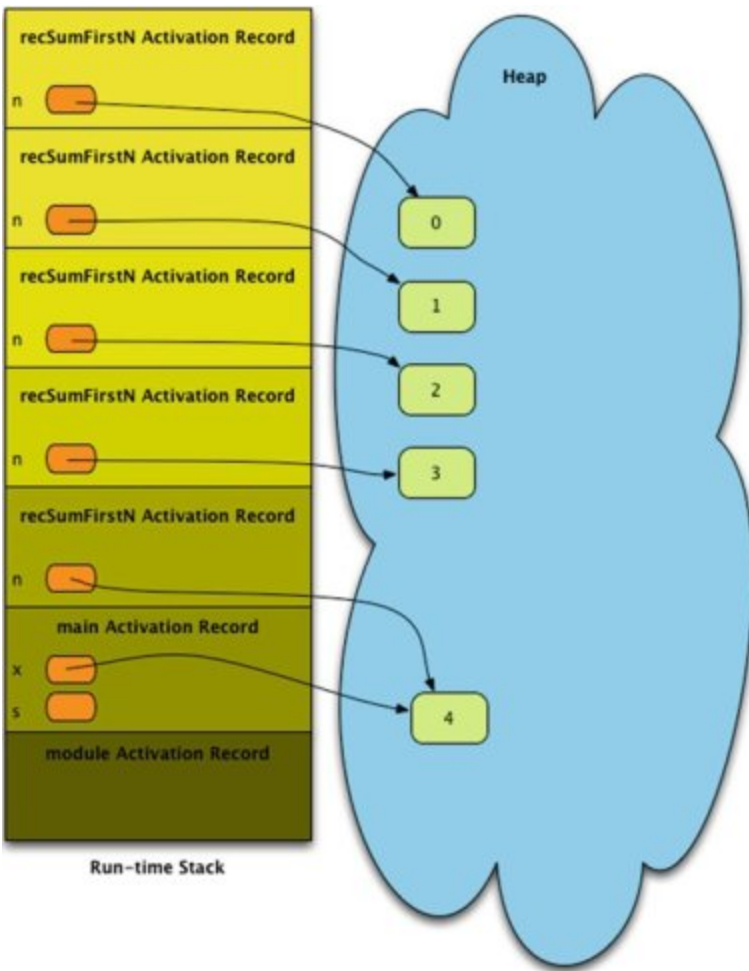 recSumFirstN Activation Record
n
recSumFirstN Activation Record
n
recSumFirstN Activation Record
n
recSumFirstN Activation Record
n
recSumFirstN Activation Record
n
main Activation Record
x
s
module Activation Record
Run-time Stack
Heap
0
1
2
3
4